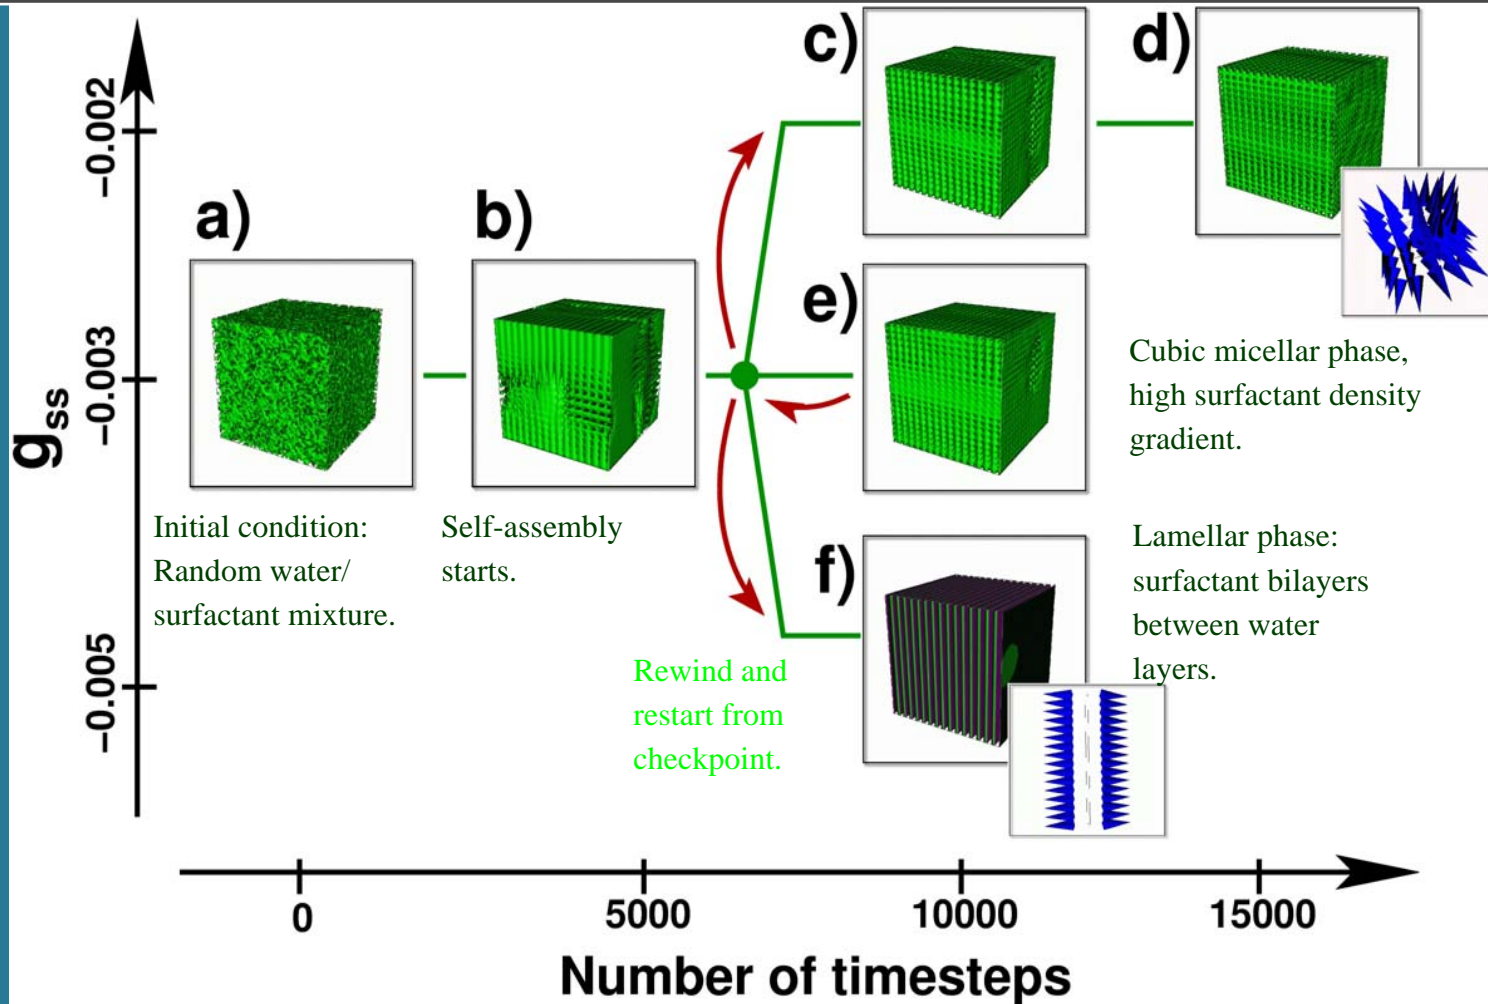 c)
d)
−0.002
a)
b)
e)
−0.003
g_ss
Cubic micellar phase,
high surfactant density
gradient.
Initial condition:
Random water/
surfactant mixture.
Self-assembly
starts.
f)
Lamellar phase:
surfactant bilayers
between water
layers.
−0.005
Rewind and
restart from
checkpoint.
0
5000
10000
15000
Number of timesteps